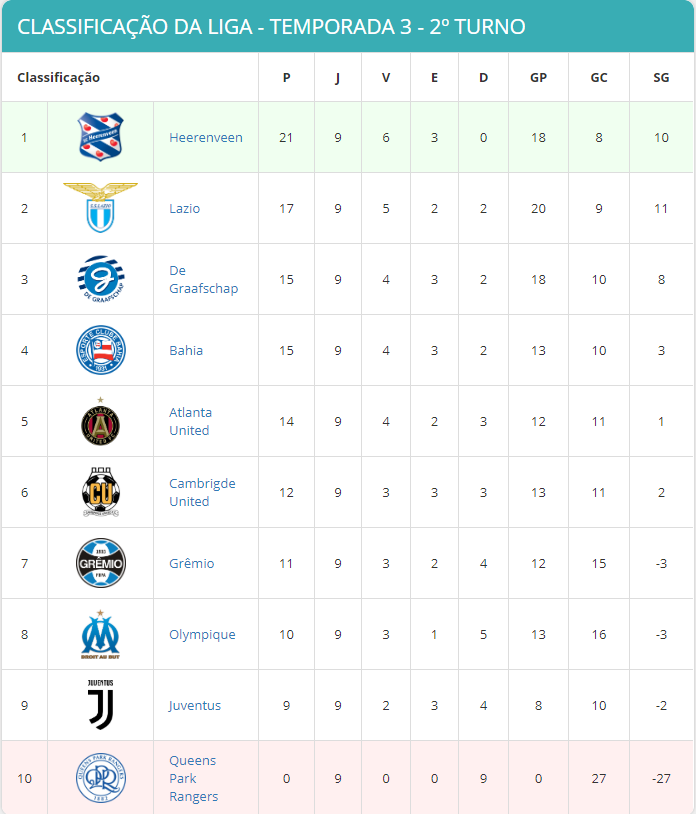 CLASSIFICAÇÃO DA LIGA - TEMPORADA 3 - 2º TURNO
Classificação P J V E D GP GC SG
1 Heerenveen Heerenveen 21 9 6 3 0 18 8 10
2 S.S.LAZIO Lazio 17 9 5 2 2 20 9 11
3 DE GRAAFSCHAP De
Graafschap 15 9 4 3 2 18 10 8
4 ESPORTE CLUBE BAHIA 1931 Bahia 15 9 4 3 2 13 10 3
5 ATLANTA UNITED FC Atlanta
United 14 9 4 2 3 12 11 1
6 CU CAMBRIDGE UNITED Cambrigde
United 12 9 3 3 3 13 11 2
7 1903 GRÊMIO FBPA Grêmio 11 9 3 2 4 12 15 -3
8 DROIT AU BUT Olympique 10 9 3 1 5 13 16 -3
9 JUVENTUS Juventus 9 9 2 3 4 8 10 -2
10 QUEENS PARK RANGERS 1882 Queens
Park
Rangers 0 9 0 0 9 0 27 -27